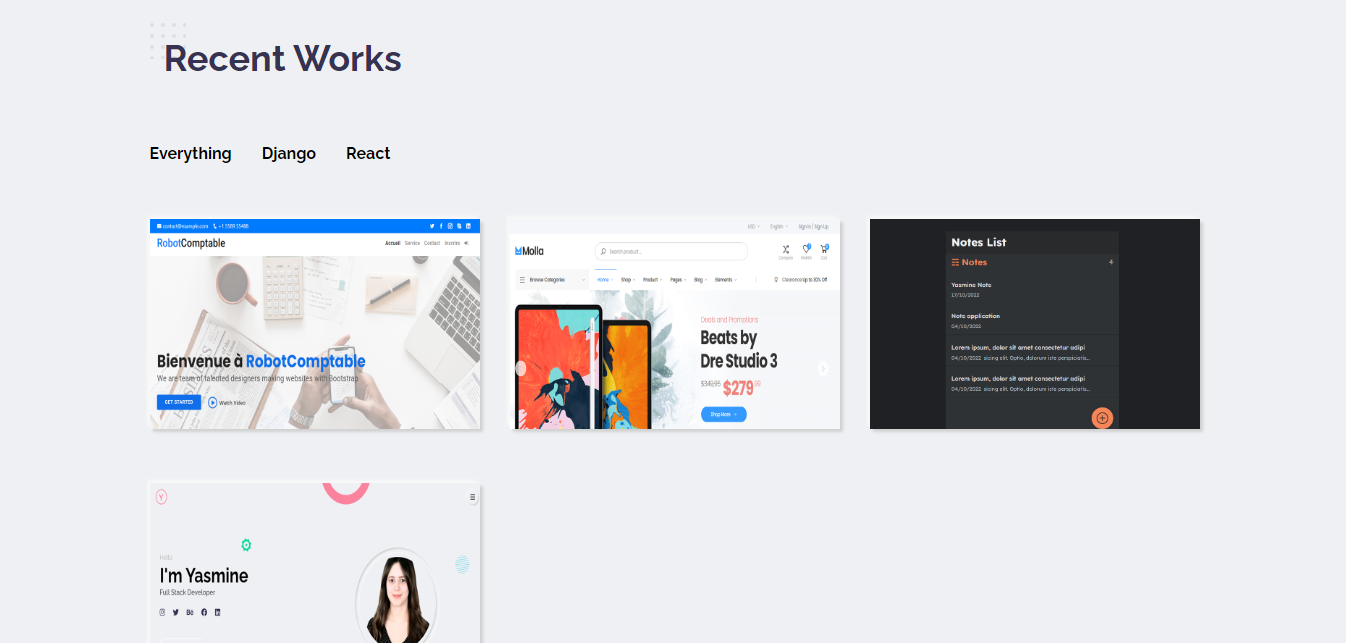 Recent Works
Everything Django React
contact@example.com +1 5589 55488
RobotComptable
Accueil Service Contact Inscrire
Bienvenue à RobotComptable
We are team of talented designers making websites with Bootstrap
GET STARTED Watch Video
USD English Sign in / Sign Up
Molla
Search product ...
Compare Wishlist Cart
Browse Categories Home Shop Product Pages Blog Elements Clearance Up to 30% Off
Deals and Promotions
Beats by
Dre Studio 3
$349,95 $279,99
Shop More
Notes List
Notes 4
Yasmine Note
17/10/2022
Note application
04/10/2022
Lorem ipsum, dolor sit amet consectetur adipi
04/10/2022 sicing elit. Optio, dolorum iste perspiciatis...
Lorem ipsum, dolor sit amet consectetur adipi
04/10/2022 sicing elit. Optio, dolorum iste perspiciatis...
Y
Hello
I'm Yasmine
Full Stack Developer
Bē